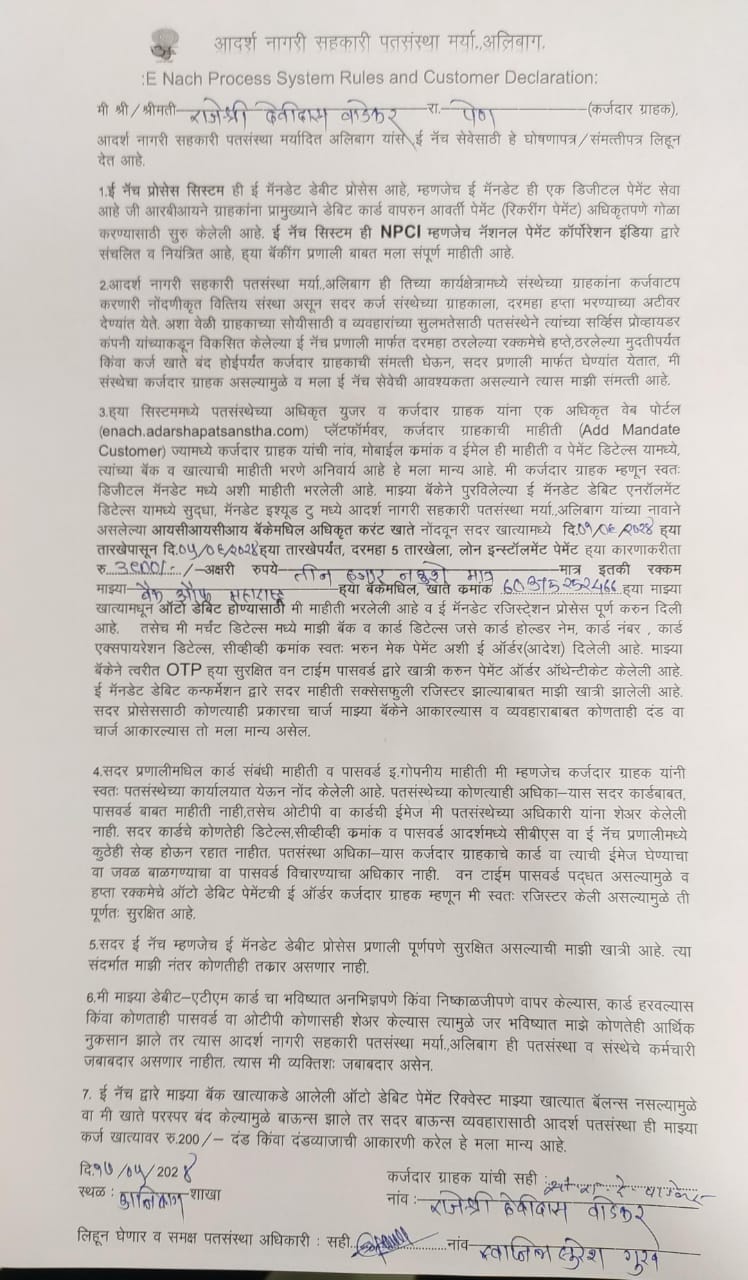 आदर्श नागरी सहकारी पतसंस्था मर्या.,अलिबाग.
:E Nach Process System Rules and Customer Declaration:
मी श्री/श्रीमती राजेश्री देवीदास वाडेकर रा. पेण (कर्जदार ग्राहक),
आदर्श नागरी सहकारी पतसंस्था मर्यादित अलिबाग यांसे ई नॅच सेवेसाठी हे घोषणापत्र/संमत्तीपत्र लिहून
देत आहे.
1.ई नॅच प्रोसेस सिस्टम ही ई मॅनडेट डेबीट प्रोसेस आहे, म्हणजेच ई मॅनडेट ही एक डिजीटल पेमेंट सेवा
आहे जी आरबीआयने ग्राहकांना प्रामुख्याने डेबिट कार्ड वापरुन आवर्ती पेमेंट (रिकरींग पेमेंट) अधिकृतपणे गोळा
करण्यासाठी सुरु केलेली आहे. ई नॅच सिस्टिम ही NPCI म्हणजेच नॅशनल पेमेंट कॉर्पोरेशन इंडिया द्वारे
संचलित व नियंत्रित आहे, ह्या बॅकींग प्रणाली बाबत मला संपूर्ण माहीती आहे.
2.आदर्श नागरी सहकारी पतसंस्था मर्या.,अलिबाग ही तिच्या कार्यक्षेत्रामध्ये संस्थेच्या ग्राहकांना कर्जवाटप
करणारी नोंदणीकृत वित्तिय संस्था असून सदर कर्ज संस्थेच्या ग्राहकाला, दरमहा हप्ता भरण्याच्या अटीवर
देण्यांत येते. अशा वेळी ग्राहकाच्या सोयीसाठी व व्यवहारांच्या सुलभतेसाठी पतसंस्थेने त्यांच्या सर्व्हिस प्रोव्हायडर
कंपनी यांच्याकडून विकसित केलेल्या ई नॅच प्रणाली मार्फत दरमहा ठरलेल्या रक्कमेचे हप्ते,ठरलेल्या मुदतीपर्यंत
किंवा कर्ज खाते बंद होईपर्यंत कर्जदार ग्राहकाची संमत्ती घेऊन, सदर प्रणाली मार्फत घेण्यांत येतात, मी
संस्थेचा कर्जदार ग्राहक असल्यामुळे व मला ई नॅच सेवेची आवश्यकता असल्याने त्यास माझी संमत्ती आहे.
3.ह्या सिस्टममध्ये पतसंस्थेच्या अधिकृत युजर व कर्जदार ग्राहक यांना एक अधिकृत वेब पोर्टल
(enach.adarshapatsanstha.com) प्लॅटफॉर्मवर, कर्जदार ग्राहकाची माहीती (Add Mandate
Customer) ज्यामध्ये कर्जदार ग्राहक यांची नांव, मोबाईल क्रमांक व ईमेल ही माहीती व पेमेंट डिटेल्स यामध्ये,
त्यांच्या बॅंक व खात्याची माहीती भरणे अनिवार्य आहे हे मला मान्य आहे. मी कर्जदार ग्राहक म्हणून स्वतः
डिजीटल मॅनडेट मध्ये अशी माहीती भरलेली आहे. माझ्या बॅकेने पुरविलेल्या ई मॅनडेट डेबिट एनरॉलमेंट
डिटेल्स यामध्ये सुद्धा, मॅनडेट इश्यूड टु मध्ये आदर्श नागरी सहकारी पतसंस्था मर्या.,अलिबाग यांच्या नावाने
असलेल्या आयसीआयसीआय बॅकेमधिल अधिकृत करंट खाते नोंदवून सदर खात्यामध्ये दि.०५/०६/२०२४ ह्या
तारखेपासून दि.०५/०६/२०२९ ह्या तारखेपर्यंत, दरमहा 5 तारखेला, लोन इन्स्टॉलमेंट पेमेंट ह्या कारणाकरीता
रु. /-अक्षरी रुपये तीन हजार मात्र मात्र इतकी रक्कम
माझ्या बँक ऑफ महाराष्ट्र ह्या बॅकेमधिल, खाते कमांक 60375252466 ह्या माझ्या
खात्यामधून ऑटो डेबिट होण्यासाठी मी माहीती भरलेली आहे व ई मॅनडेट रजिस्ट्रेशन प्रोसेस पूर्ण करुन दिली
आहे. तसेच मी मर्चंट डिटेल्स मध्ये माझी बॅक व कार्ड डिटेल्स जसे कार्ड होल्डर नेम, कार्ड नंबर , कार्ड
एक्सपायरेशन डिटेल्स, सीव्हीव्ही क्रमांक स्वतः भरुन मेक पेमेंट अशी ई ऑर्डर(आदेश) दिलेली आहे. माझ्या
बॅकेने त्वरीत OTP ह्या सुरक्षित वन टाईम पासवर्ड द्वारे खात्री करुन पेमेंट ऑर्डर ऑथेन्टीकेट केलेली आहे.
ई मॅनडेट डेबिट कन्फर्मेशन द्वारे सदर माहीती सक्सेसफुली रजिस्टर झाल्याबाबत माझी खात्री झालेली आहे.
सदर प्रोसेससाठी कोणत्याही प्रकारचा चार्ज माझ्या बॅकेने आकारल्यास व व्यवहाराबाबत कोणताही दंड वा
चार्ज आकारल्यास तो मला मान्य असेल.
4.सदर प्रणालीमधिल कार्ड संबंधी माहीती व पासवर्ड इ.गोपनीय माहीती मी म्हणजेच कर्जदार ग्राहक यांनी
स्वतः पतसंस्थेच्या कार्यालयात येऊन नोंद केलेली आहे. पतसंस्थेच्या कोणत्याही अधिका–यास सदर कार्डबाबत,
पासवर्ड बाबत माहीती नाही,तसेच ओटीपी वा कार्डची ईमेज मी पतसंस्थेच्या अधिकारी यांना शेअर केलेली
नाही. सदर कार्डचे कोणतेही डिटेल्स,सीव्हीव्ही क्रमांक व पासवर्ड आदर्शमध्ये सीबीएस वा ई नॅच प्रणालीमध्ये
कुठेही सेव्ह होऊन रहात नाहीत. पतसंस्था अधिका–यास कर्जदार ग्राहकाचे कार्ड वा त्याची ईमेज घेण्याचा
वा जवळ बाळगण्याचा वा पासवर्ड विचारण्याचा अधिकार नाही. वन टाईम पासवर्ड पद्धत असल्यामुळे व
हप्ता रक्कमेचे ऑटो डेबिट पेमेंटची ई ऑर्डर कर्जदार ग्राहक म्हणून मी स्वतः रजिस्टर केली असल्यामुळे ती
पूर्णतः सुरक्षित आहे.
5.सदर ई नॅच म्हणजेच ई मॅनडेट डेबीट प्रोसेस प्रणाली पूर्णपणे सुरक्षित असल्याची माझी खात्री आहे. त्या
संदर्भात माझी नंतर कोणतीही तक्रार असणार नाही.
6.मी माझ्या डेबीट–एटीएम कार्ड चा भविष्यात अनभिज्ञपणे किंवा निष्काळजीपणे वापर केल्यास, कार्ड हरवल्यास
किंवा कोणताही पासवर्ड वा ओटीपी कोणासही शेअर केल्यास त्यामुळे जर भविष्यात माझे कोणतेही आर्थिक
नुकसान झाले तर त्यास आदर्श नागरी सहकारी पतसंस्था मर्या.,अलिबाग ही पतसंस्था व संस्थेचे कर्मचारी
जबाबदार असणार नाहीत. त्यास मी व्यक्तिशः जबाबदार असेन.
7. ई नॅच द्वारे माझ्या बॅक खात्याकडे आलेली ऑटो डेबिट पेमेंट रिक्वेस्ट माझ्या खात्यात बॅलन्स नसल्यामुळे
वा मी खाते परस्पर बंद केल्यामुळे बाऊन्स झाले तर सदर बाऊन्स व्यवहारासाठी आदर्श पतसंस्था ही माझ्या
कर्ज खात्यावर रु.200/– दंड किंवा दंडव्याजाची आकारणी करेल हे मला मान्य आहे.
दि.१७/०५/2024
कर्जदार ग्राहक यांची सही :
स्थळ : शाखा
नांव : राजेश्री देवीदास वाडेकर
लिहून घेणार व समक्ष पतसंस्था अधिकारी : सही नांव स्वप्निल सुरेश गुरव